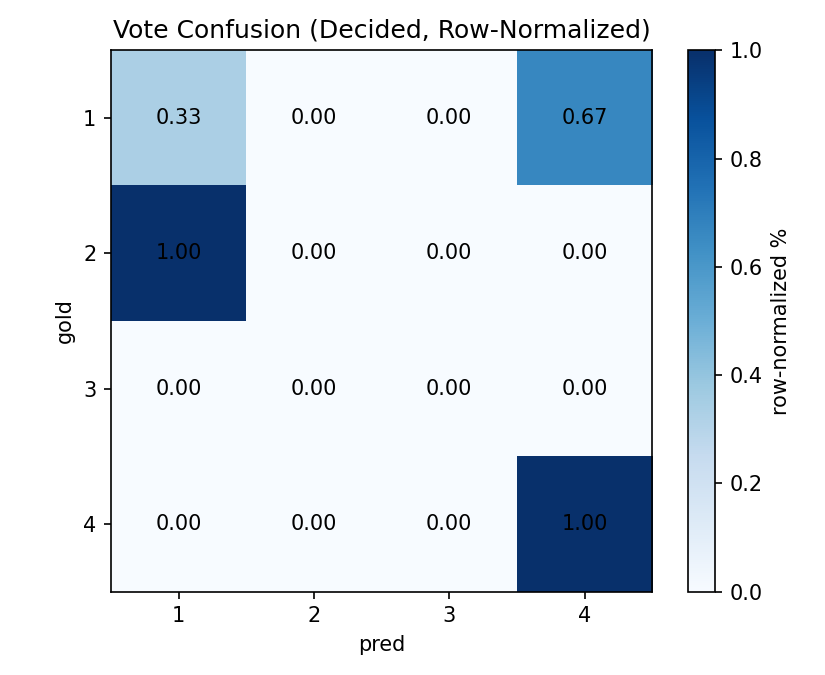 Vote Confusion (Decided, Row-Normalized)
1 0.33 0.00 0.00 0.67
2 1.00 0.00 0.00 0.00
3 0.00 0.00 0.00 0.00
4 0.00 0.00 0.00 1.00
1 2 3 4
pred
gold
1.0
0.8
0.6
0.4
0.2
0.0
row-normalized %